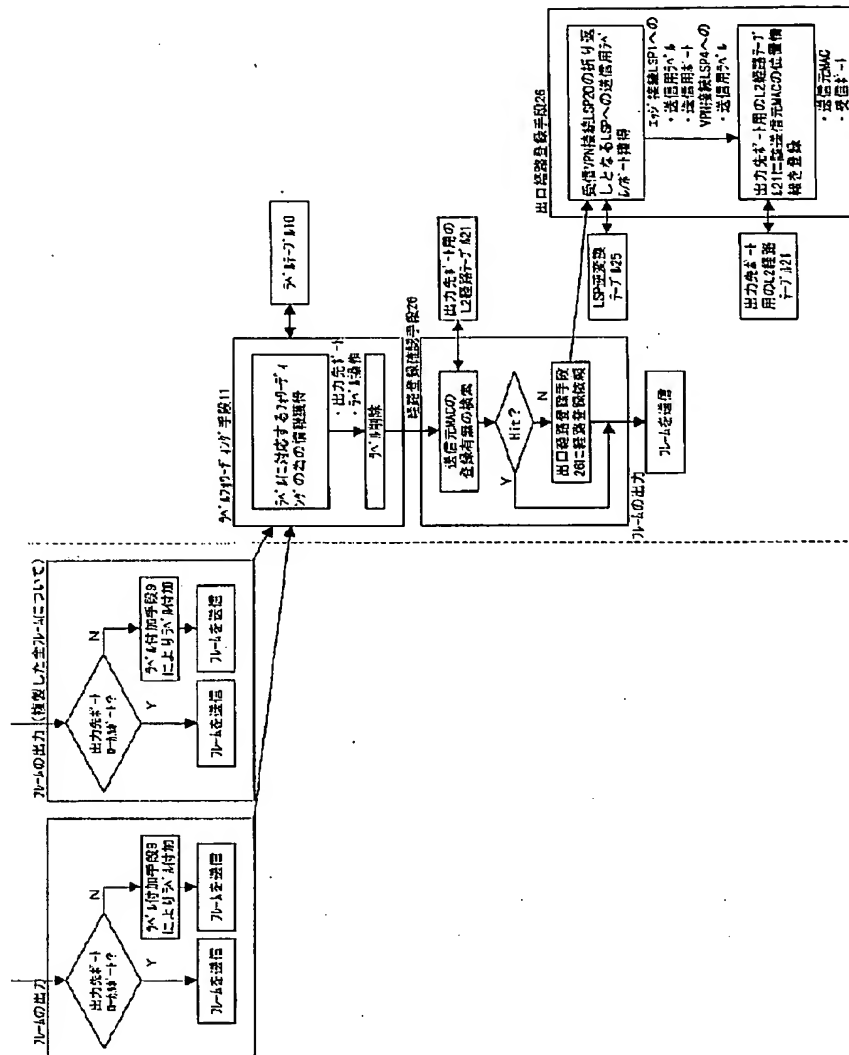 フレームの出力
出力先ポート
ローカルポート?
N
Y
ラベル付加手段9
によりラベル付加
フレームを送信
フレームを送信
フレームの出力(複製した全フレームについて)
出力先ポート
ローカルポート?
N
Y
ラベル付加手段9
によりラベル付加
フレームを送信
フレームを送信
ラベルフォワーディング手段11
ラベルに対応するフォワーディ
ングの為の情報獲得
・出力先ポート
・ラベル操作
ラベル削除
ラベルテーブル10
経路登録確認手段20
送信元MACの
登録有無の検索
出力先ポート用の
L2経路テーブル21
Hit?
Y
N
出口経路登録手段
26に経路登録依頼
フレームを送信
フレームの出力
出口経路登録手段26
受信VPN接続LSP20の折り返
しとなるLSPへの送信用ラベ
ル/ポート獲得
LSP逆変換
テーブル25
エッジ接続LSP1への
・送信用ラベル
・送信用ポート
VPN接続LSP4への
・送信用ラベル
出力先ポート用のL2経路テーブ
ル21に該送信元MACの位置情
報を登録
出力先ポート
用のL2経路
テーブル21
・送信元MAC
・受信ポート